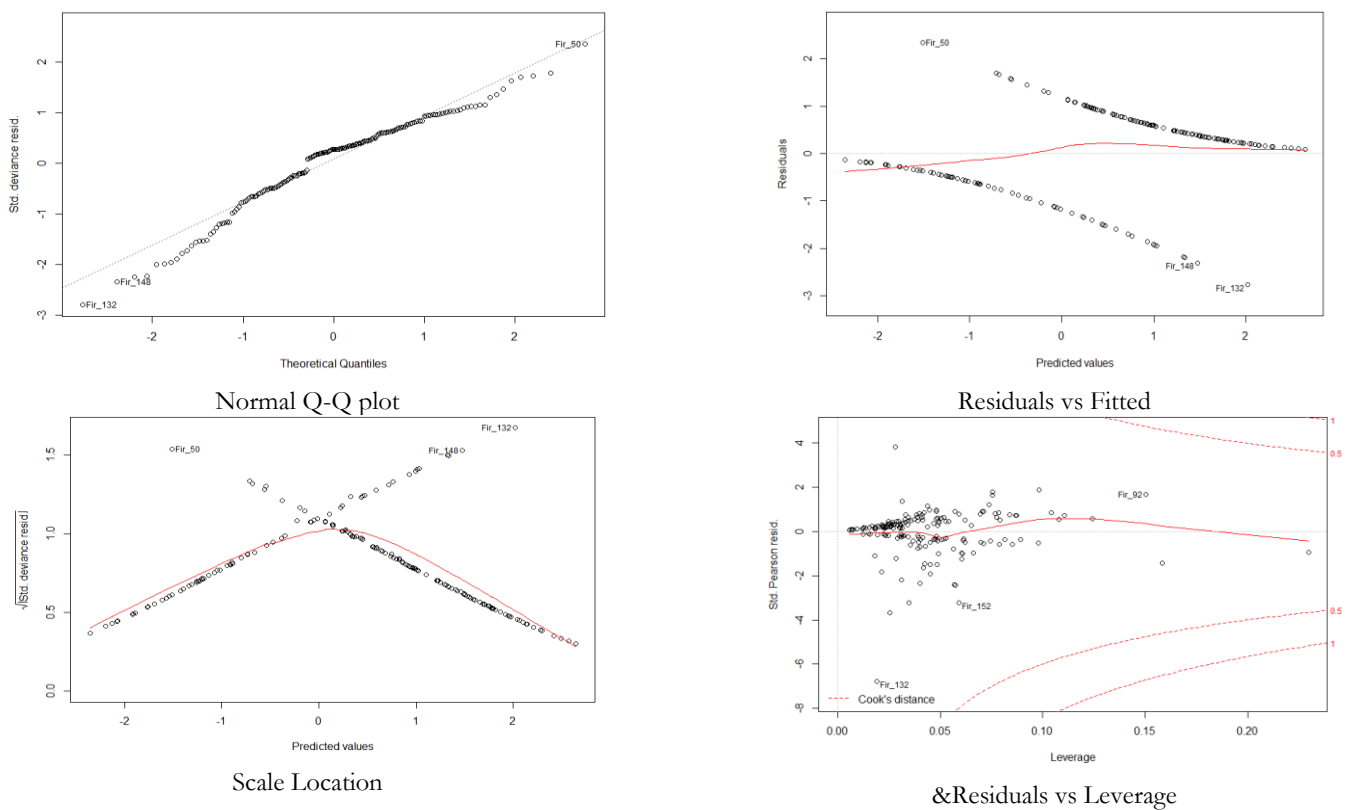 Fir_50
Fir_148
Fir_132
Std. deviance resid.
2
1
0
-1
-2
-3
-2
-1
0
1
2
Theoretical Quantiles
Normal Q-Q plot
Fir_50
Fir_148
Fir_132
Residuals
2
1
0
-1
-2
-3
-2
-1
0
1
2
Predicted values
Residuals vs Fitted
Fir_132
Fir_50
Fir_148
√|Std. deviance resid|
1.5
1.0
0.5
0.0
-2
-1
0
1
2
Predicted values
Scale Location
1
0.5
Fir_92
Fir_152
0.5
1
Fir_132
Cook's distance
Std. Pearson resid.
4
2
0
-2
-4
-6
-8
0.00
0.05
0.10
0.15
0.20
Leverage
&Residuals vs Leverage